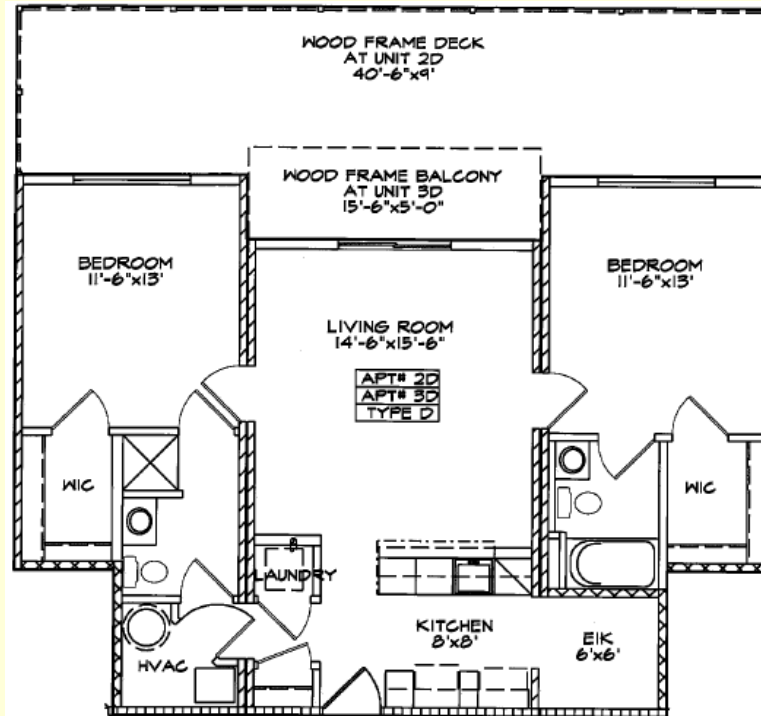 WOOD FRAME DECK
AT UNIT 2D
40'-6"x9'
WOOD FRAME BALCONY
AT UNIT 3D
15'-6"x5'-0"
BEDROOM
11'-6"x13'
BEDROOM
11'-6"x13'
LIVING ROOM
14'-6"x15'-6"
APT# 2D
APT# 3D
TYPE D
WIC
WIC
LAUNDRY
KITCHEN
8'x8'
EIK
6'x6'
HVAC